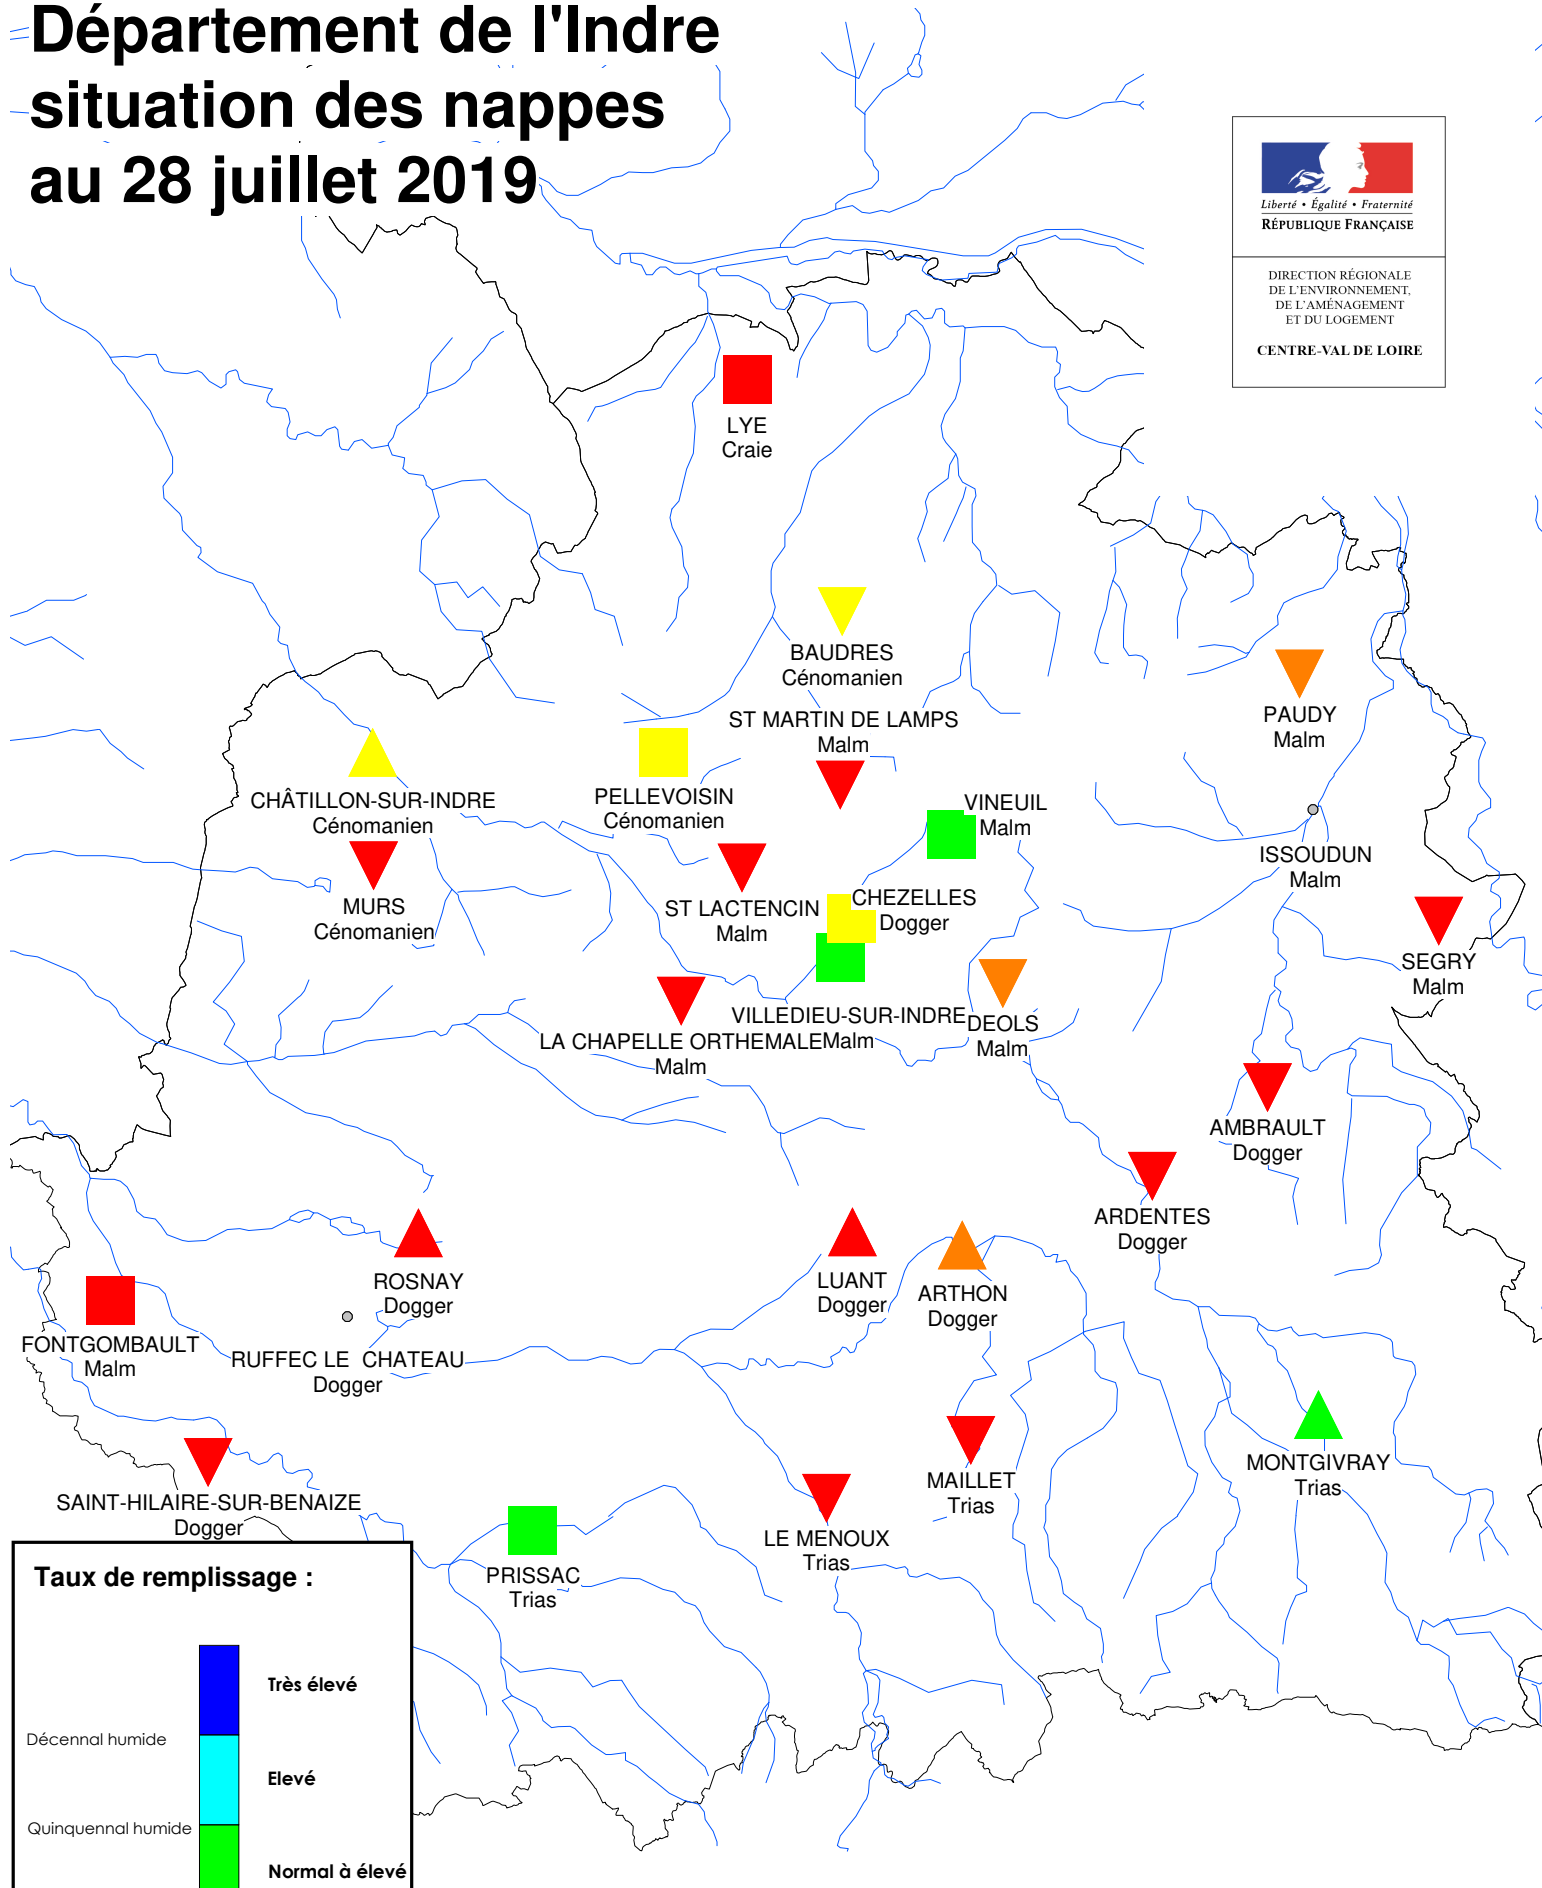 Département de l'Indre
situation des nappes
au 28 juillet 2019
Liberté • Égalité • Fraternité
RÉPUBLIQUE FRANÇAISE
DIRECTION RÉGIONALE
DE L'ENVIRONNEMENT,
DE L'AMÉNAGEMENT
ET DU LOGEMENT
CENTRE-VAL DE LOIRE
LYE
Craie
BAUDRES
Cénomanien
PAUDY
Malm
ST MARTIN DE LAMPS
Malm
CHÂTILLON-SUR-INDRE
Cénomanien
PELLEVOISIN
Cénomanien
VINEUIL
Malm
ISSOUDUN
Malm
MURS
Cénomanien
ST LACTENCIN
Malm
CHEZELLES
Dogger
SEGRY
Malm
VILLEDIEU-SUR-INDRE
Malm
DEOLS
Malm
LA CHAPELLE ORTHEMALE
Malm
AMBRAULT
Dogger
ARDENTES
Dogger
ROSNAY
Dogger
LUANT
Dogger
ARTHON
Dogger
FONTGOMBAULT
Malm
RUFFEC LE CHATEAU
Dogger
MONTGIVRAY
Trias
MAILLET
Trias
SAINT-HILAIRE-SUR-BENAIZE
Dogger
LE MENOUX
Trias
PRISSAC
Trias
Taux de remplissage :
Très élevé
Décennal humide
Elevé
Quinquennal humide
Normal à élevé